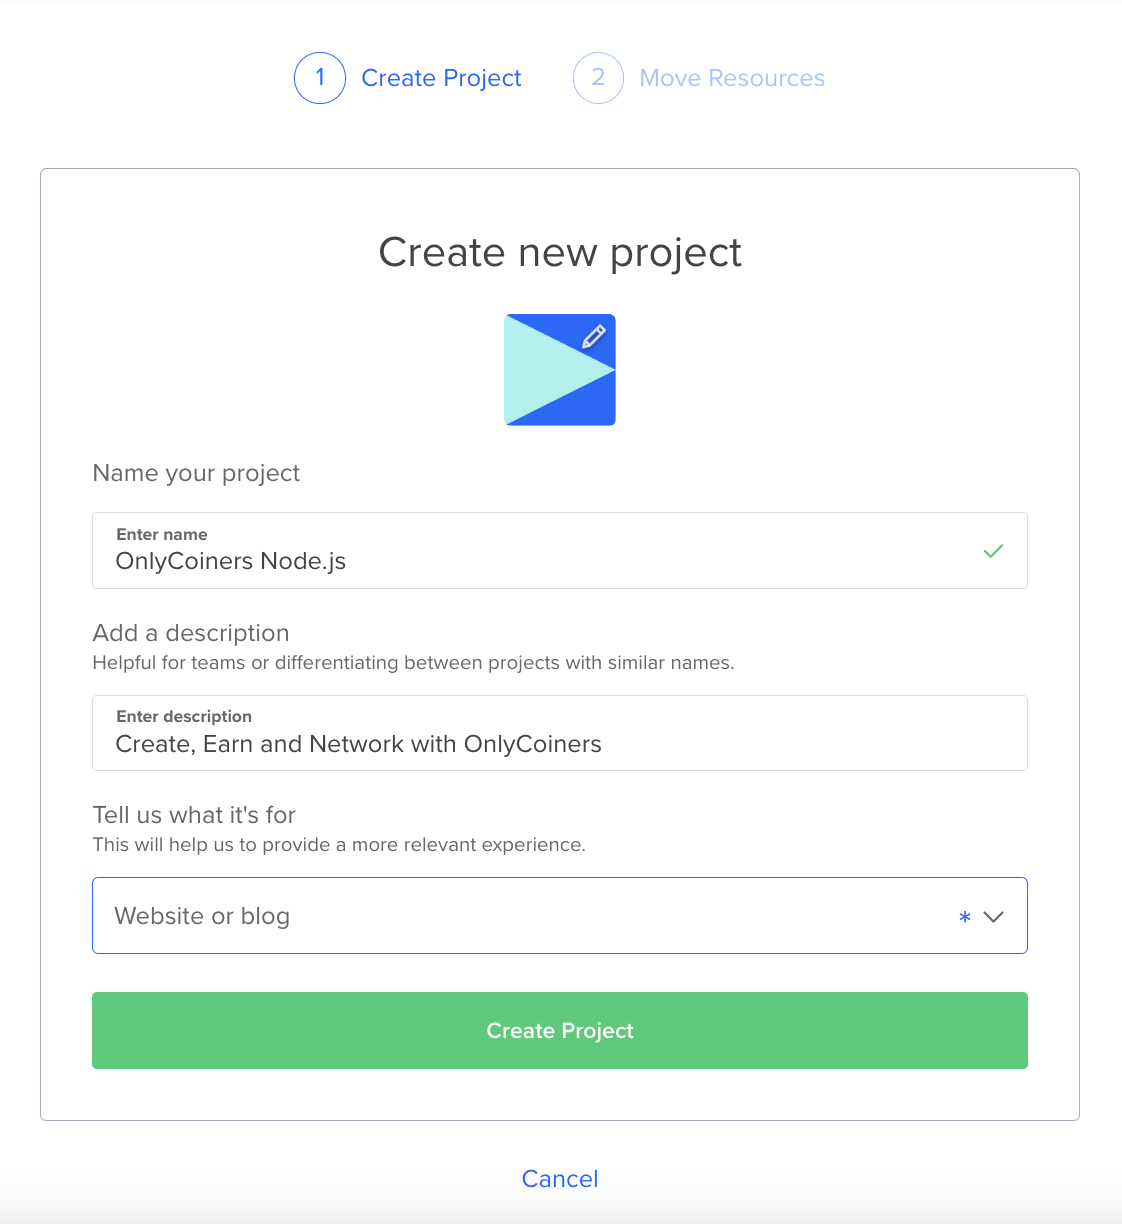 1 Create Project 2 Move Resources
Create new project
Name your project
Enter name
OnlyCoiners Node.js
Add a description
Helpful for teams or differentiating between projects with similar names.
Enter description
Create, Earn and Network with OnlyCoiners
Tell us what it's for
This will help us to provide a more relevant experience.
Website or blog *
Create Project
Cancel